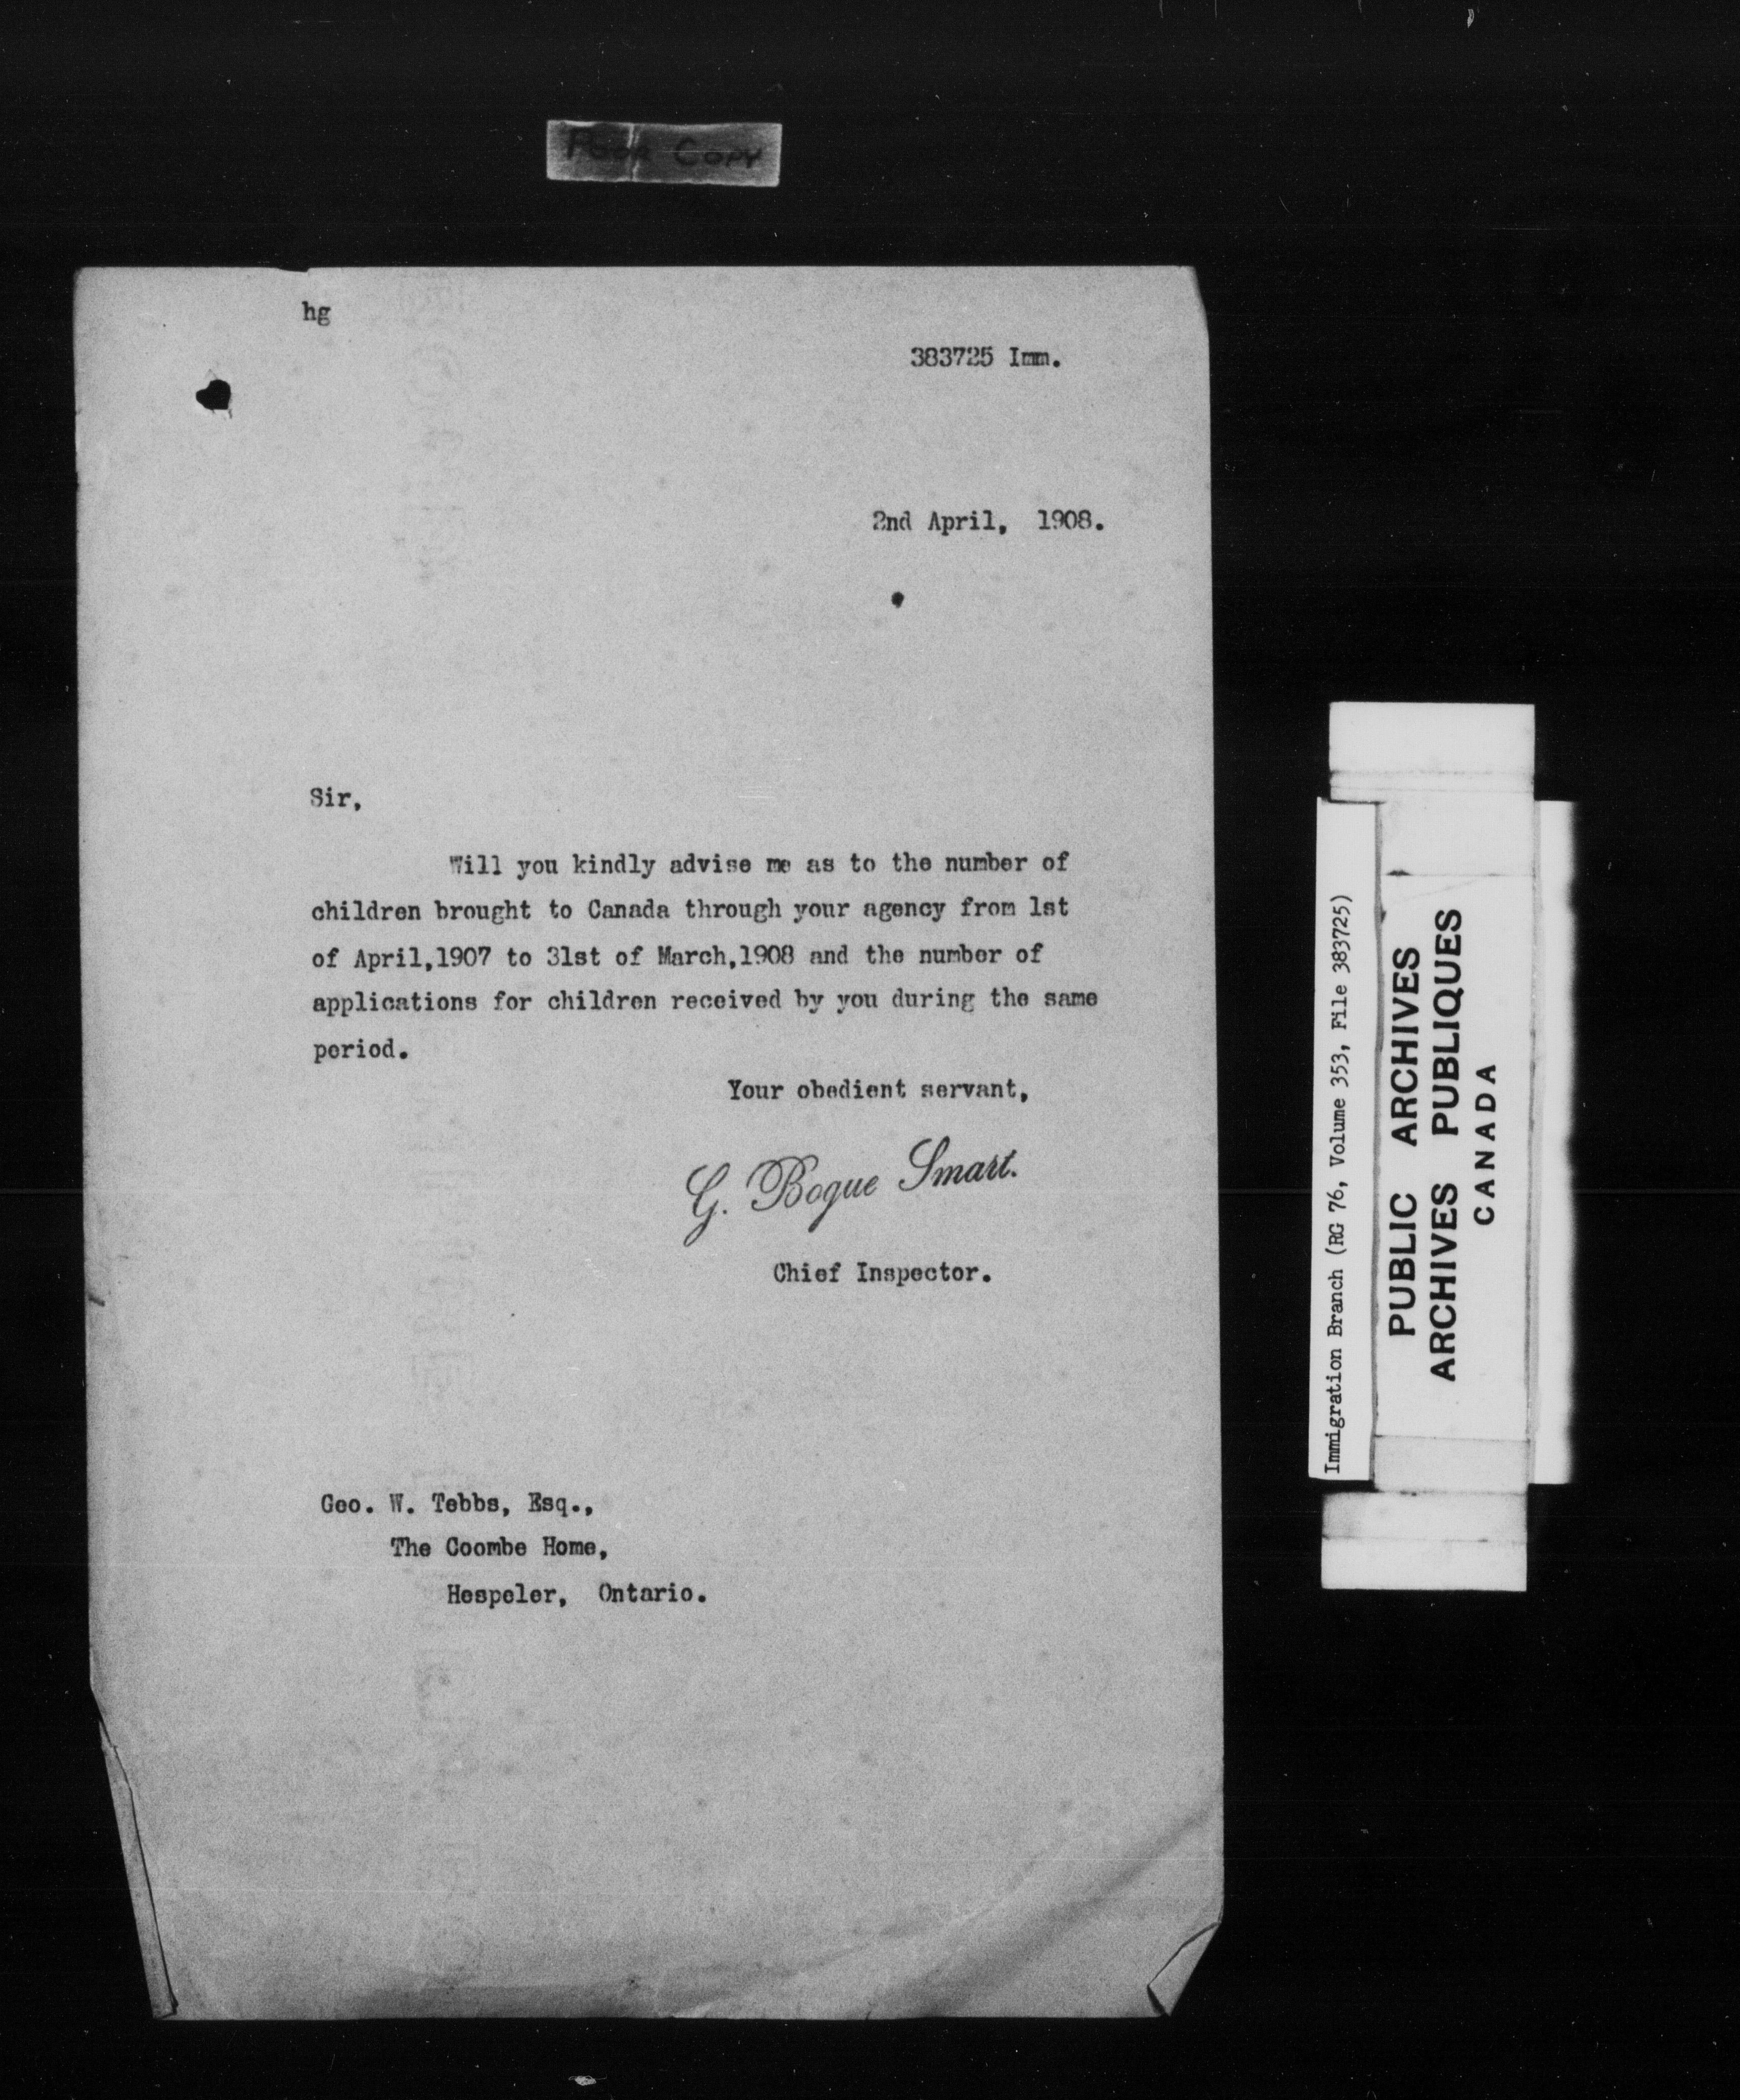 Poor Copy
hg
383725 Imm.
2nd April, 1908.
Sir,
Will you kindly advise me as to the number of
children brought to Canada through your agency from 1st
of April,1907 to 31st of March,1908 and the number of
applications for children received by you during the same
period.
Your obedient servant,
G. Bogue Smart.
Chief Inspector.
Geo. W. Tebbs, Esq.,
The Coombe Home,
Hespeler, Ontario.
Immigration Branch (RG 76, Volume 353, File 383725)
PUBLIC ARCHIVES
ARCHIVES PUBLIQUES
CANADA